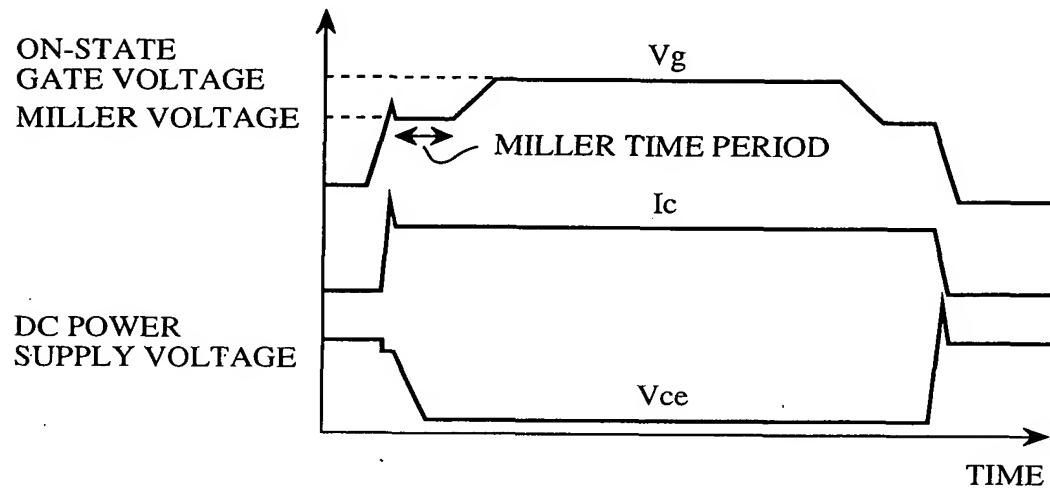 ON-STATE
GATE VOLTAGE
Vg
MILLER VOLTAGE
MILLER TIME PERIOD
Ic
DC POWER
SUPPLY VOLTAGE
Vce
TIME